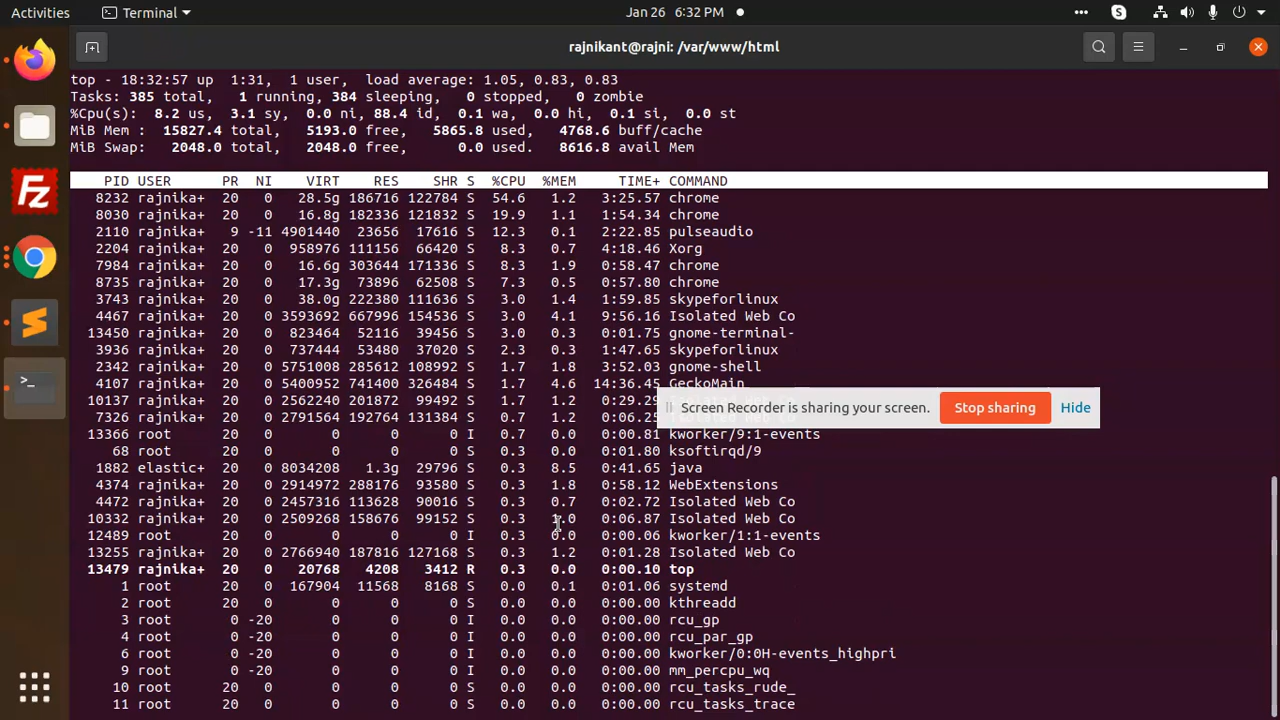 Activities Terminal Jan 26 6:32 PM
rajnikant@rajni: /var/www/html
top - 18:32:57 up 1:31, 1 user, load average: 1.05, 0.83, 0.83
Tasks: 385 total, 1 running, 384 sleeping, 0 stopped, 0 zombie
%Cpu(s): 8.2 us, 3.1 sy, 0.0 ni, 88.4 id, 0.1 wa, 0.0 hi, 0.1 si, 0.0 st
MiB Mem : 15827.4 total, 5193.0 free, 5865.8 used, 4768.6 buff/cache
MiB Swap: 2048.0 total, 2048.0 free, 0.0 used. 8616.8 avail Mem
PID USER PR NI VIRT RES SHR S %CPU %MEM TIME+ COMMAND
8232 rajnika+ 20 0 28.5g 186716 122784 S 54.6 1.2 3:25.57 chrome
8030 rajnika+ 20 0 16.8g 182336 121832 S 19.9 1.1 1:54.34 chrome
2110 rajnika+ 9 -11 4901440 23656 17616 S 12.3 0.1 2:22.85 pulseaudio
2204 rajnika+ 20 0 958976 111156 66420 S 8.3 0.7 4:18.46 Xorg
7984 rajnika+ 20 0 16.6g 303644 171336 S 8.3 1.9 0:58.47 chrome
8735 rajnika+ 20 0 17.3g 73896 62508 S 7.3 0.5 0:57.80 chrome
3743 rajnika+ 20 0 38.0g 222380 111636 S 3.0 1.4 1:59.85 skypeforlinux
4467 rajnika+ 20 0 3593692 667996 154536 S 3.0 4.1 9:56.16 Isolated Web Co
13450 rajnika+ 20 0 823464 52116 39456 S 3.0 0.3 0:01.75 gnome-terminal-
3936 rajnika+ 20 0 737444 53480 37020 S 2.3 0.3 1:47.65 skypeforlinux
2342 rajnika+ 20 0 5751008 285612 108992 S 1.7 1.8 3:52.03 gnome-shell
4107 rajnika+ 20 0 5400952 741400 326484 S 1.7 4.6 14:36.45 GeckoMain
10137 rajnika+ 20 0 2562240 201872 99492 S 1.7 1.2 0:29.29
7326 rajnika+ 20 0 2791564 192764 131384 S 0.7 1.2 0:06.25
Screen Recorder is sharing your screen. Stop sharing Hide
13366 root 20 0 0 0 0 I 0.7 0.0 0:00.81 kworker/9:1-events
68 root 20 0 0 0 0 S 0.3 0.0 0:01.80 ksoftirqd/9
1882 elastic+ 20 0 8034208 1.3g 29796 S 0.3 8.5 0:41.65 java
4374 rajnika+ 20 0 2914972 288176 93580 S 0.3 1.8 0:58.12 WebExtensions
4472 rajnika+ 20 0 2457316 113628 90016 S 0.3 0.7 0:02.72 Isolated Web Co
10332 rajnika+ 20 0 2509268 158676 99152 S 0.3 1.0 0:06.87 Isolated Web Co
12489 root 20 0 0 0 0 I 0.3 0.0 0:00.06 kworker/1:1-events
13255 rajnika+ 20 0 2766940 187816 127168 S 0.3 1.2 0:01.28 Isolated Web Co
13479 rajnika+ 20 0 20768 4208 3412 R 0.3 0.0 0:00.10 top
1 root 20 0 167904 11568 8168 S 0.0 0.1 0:01.06 systemd
2 root 20 0 0 0 0 S 0.0 0.0 0:00.00 kthreadd
3 root 0 -20 0 0 0 I 0.0 0.0 0:00.00 rcu_gp
4 root 0 -20 0 0 0 I 0.0 0.0 0:00.00 rcu_par_gp
6 root 0 -20 0 0 0 I 0.0 0.0 0:00.00 kworker/0:0H-events_highpri
9 root 0 -20 0 0 0 I 0.0 0.0 0:00.00 mm_percpu_wq
10 root 20 0 0 0 0 S 0.0 0.0 0:00.00 rcu_tasks_rude_
11 root 20 0 0 0 0 S 0.0 0.0 0:00.00 rcu_tasks_trace